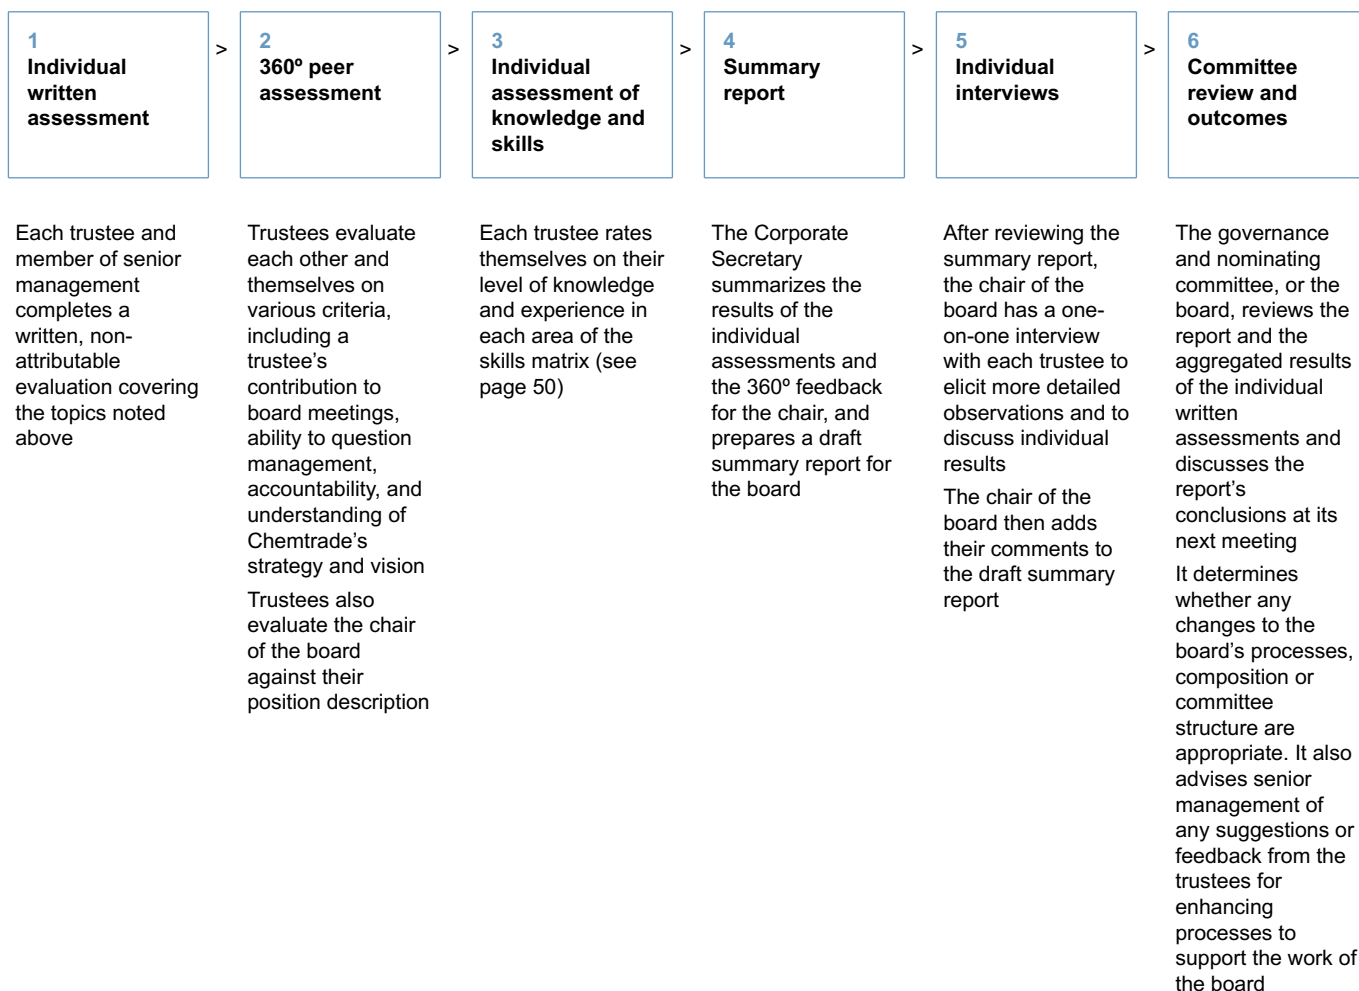 1
Individual
written
assessment
>
2
360º peer
assessment
>
3
Individual
assessment of
knowledge and
skills
>
4
Summary
report
>
5
Individual
interviews
>
6
Committee
review and
outcomes
Each trustee and
member of senior
management
completes a
written, non-
attributable
evaluation covering
the topics noted
above
Trustees evaluate
each other and
themselves on
various criteria,
including a
trustee’s
contribution to
board meetings,
ability to question
management,
accountability, and
understanding of
Chemtrade’s
strategy and vision
Trustees also
evaluate the chair
of the board
against their
position description
Each trustee rates
themselves on their
level of knowledge
and experience in
each area of the
skills matrix (see
page 50)
The Corporate
Secretary
summarizes the
results of the
individual
assessments and
the 360º feedback
for the chair, and
prepares a draft
summary report for
the board
After reviewing the
summary report,
the chair of the
board has a one-
on-one interview
with each trustee to
elicit more detailed
observations and to
discuss individual
results
The chair of the
board then adds
their comments to
the draft summary
report
The governance
and nominating
committee, or the
board, reviews the
report and the
aggregated results
of the individual
written
assessments and
discusses the
report’s
conclusions at its
next meeting
It determines
whether any
changes to the
board’s processes,
composition or
committee
structure are
appropriate. It also
advises senior
management of
any suggestions or
feedback from the
trustees for
enhancing
processes to
support the work of
the board